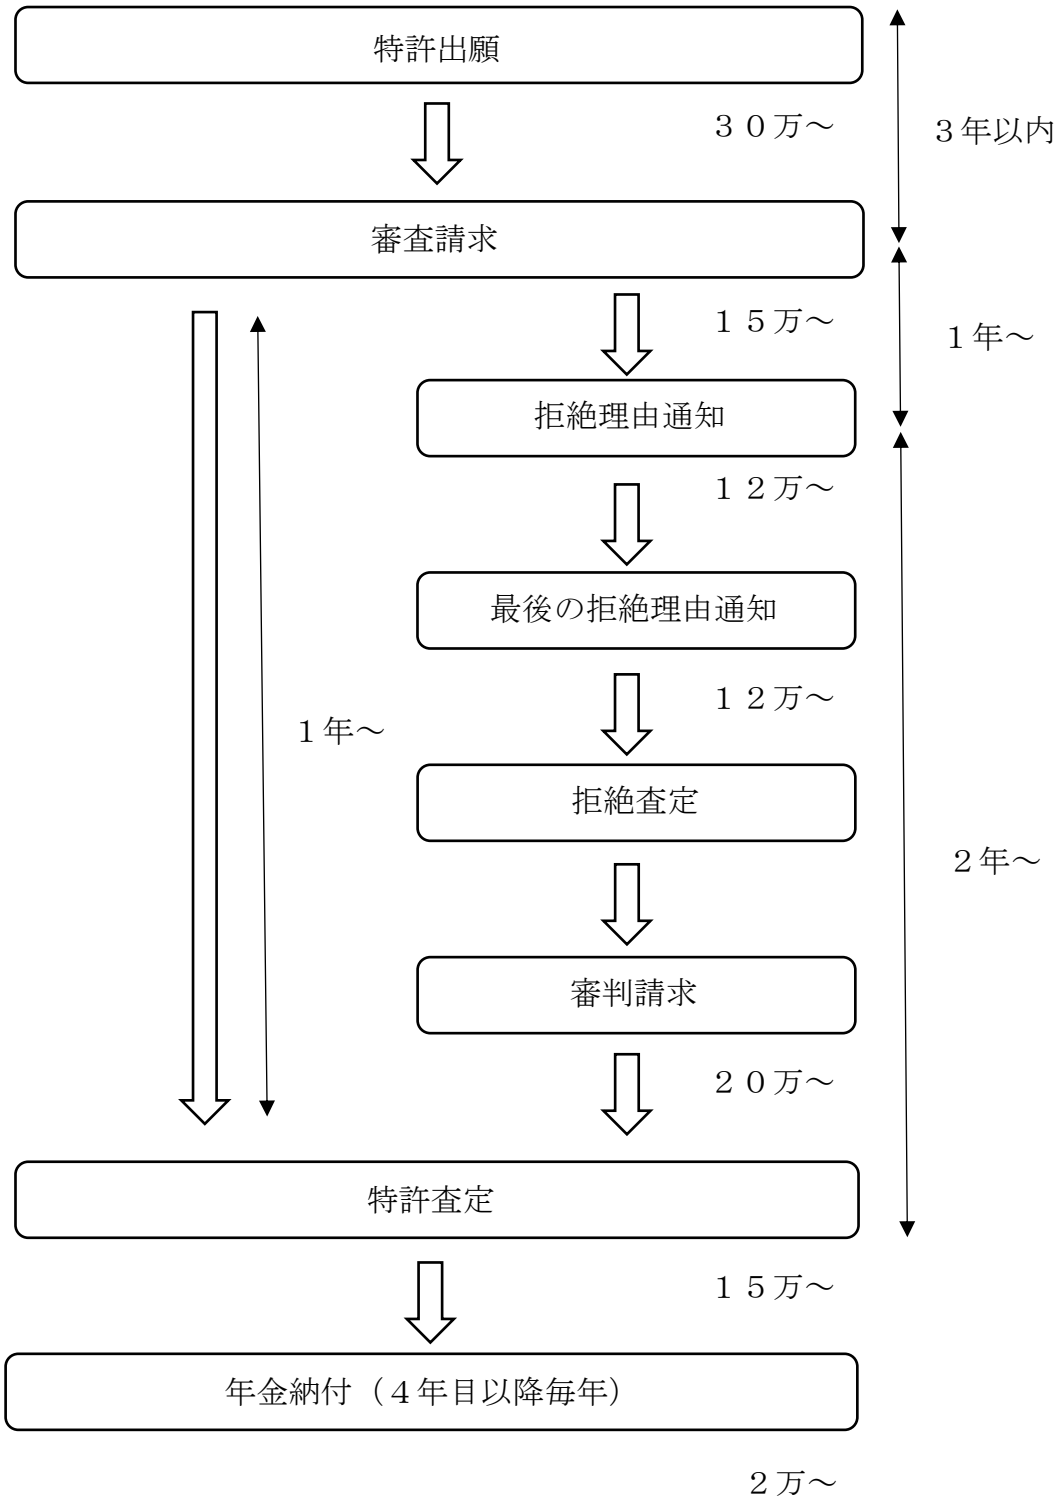 特許出願
３０万～
３年以内
審査請求
１５万～
１年～
拒絶理由通知
１２万～
最後の拒絶理由通知
１２万～
１年～
拒絶査定
２年～
審判請求
２０万～
特許査定
１５万～
年金納付（４年目以降毎年）
２万～